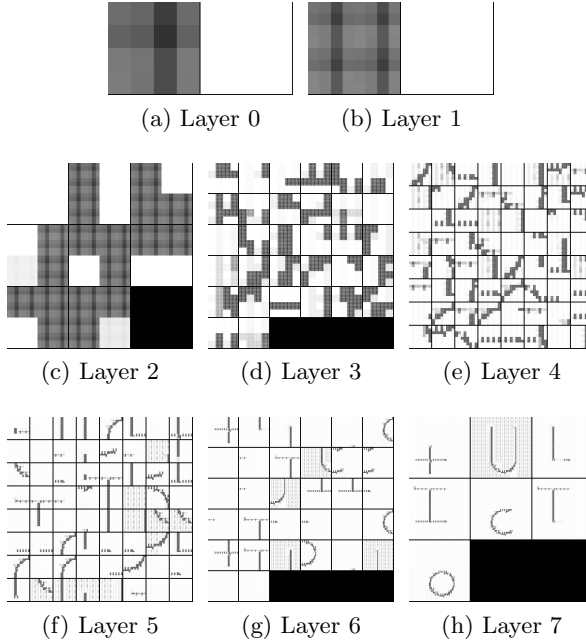 (a) Layer 0
(b) Layer 1
(c) Layer 2
(d) Layer 3
(e) Layer 4
(f) Layer 5
(g) Layer 6
(h) Layer 7